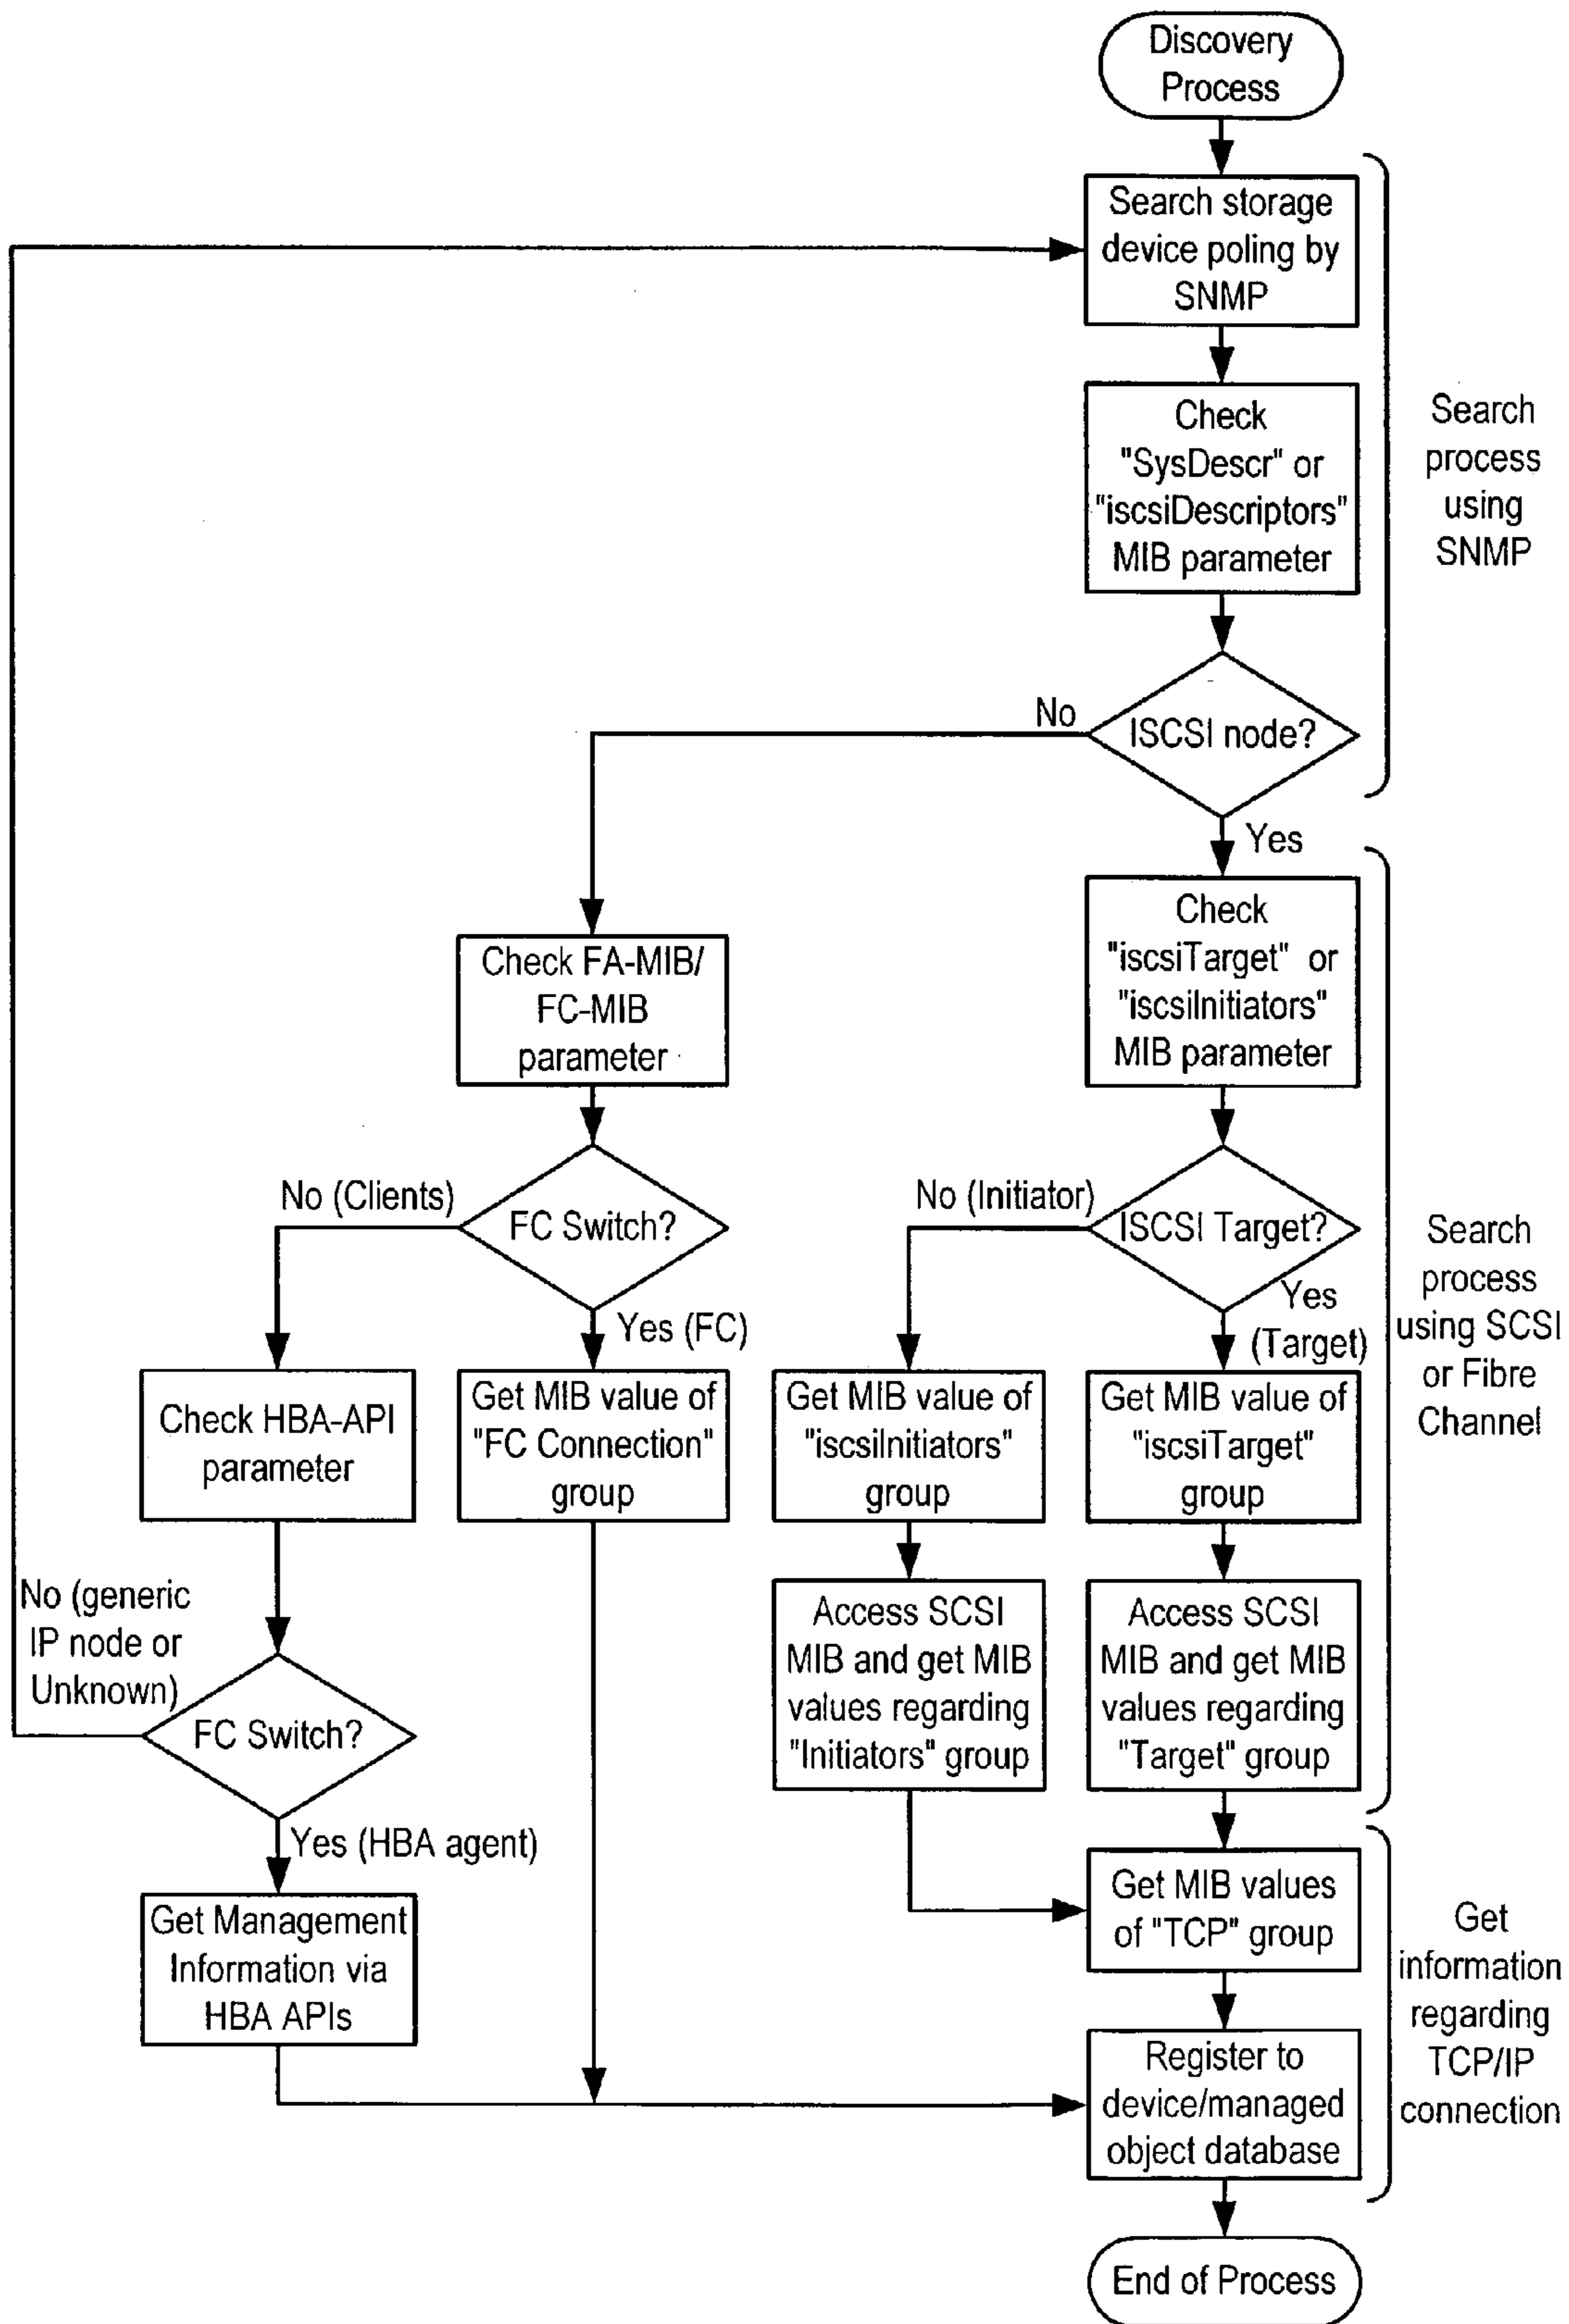 Discovery
Process
Search storage
device poling by
SNMP
Check
"SysDescr" or
"iscsiDescriptors"
MIB parameter
Search
process
using
SNMP
No
ISCSI node?
Yes
Check FA-MIB/
FC-MIB
parameter
Check
"iscsiTarget" or
"iscsiInitiators"
MIB parameter
No (Clients)
FC Switch?
Yes (FC)
No (Initiator)
ISCSI Target?
Yes
(Target)
Search
process
using SCSI
or Fibre
Channel
Check HBA-API
parameter
Get MIB value of
"FC Connection"
group
Get MIB value of
"iscsiInitiators"
group
Get MIB value of
"iscsiTarget"
group
No (generic
IP node or
Unknown)
FC Switch?
Yes (HBA agent)
Access SCSI
MIB and get MIB
values regarding
"Initiators" group
Access SCSI
MIB and get MIB
values regarding
"Target" group
Get Management
Information via
HBA APIs
Get MIB values
of "TCP" group
Get
information
regarding
TCP/IP
connection
Register to
device/managed
object database
End of Process